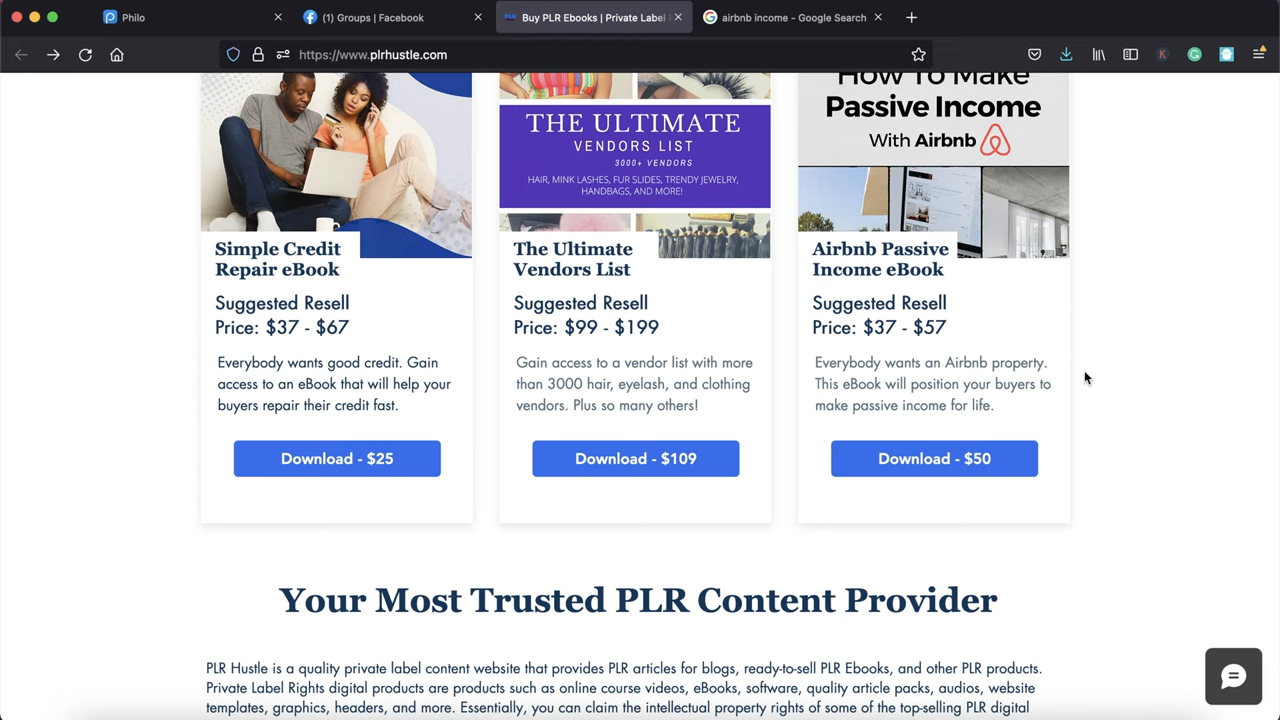 Philo
(1) Groups | Facebook
Buy PLR Ebooks | Private Label
airbnb income - Google Search
https://www.plrhustle.com
THE ULTIMATE
VENDORS LIST
3000+ VENDORS
HAIR, MINK LASHES, FUR SLIDES, TRENDY JEWELRY,
HANDBAGS, AND MORE!
How To Make
Passive Income
With Airbnb
Simple Credit
Repair eBook
Suggested Resell
Price: $37 - $67
Everybody wants good credit. Gain
access to an eBook that will help your
buyers repair their credit fast.
Download - $25
The Ultimate
Vendors List
Suggested Resell
Price: $99 - $199
Gain access to a vendor list with more
than 3000 hair, eyelash, and clothing
vendors. Plus so many others!
Download - $109
Airbnb Passive
Income eBook
Suggested Resell
Price: $37 - $57
Everybody wants an Airbnb property.
This eBook will position your buyers to
make passive income for life.
Download - $50
Your Most Trusted PLR Content Provider
PLR Hustle is a quality private label content website that provides PLR articles for blogs, ready-to-sell PLR Ebooks, and other PLR products.
Private Label Rights digital products are products such as online course videos, eBooks, software, quality article packs, audios, website
templates, graphics, headers, and more. Essentially, you can claim the intellectual property rights of some of the top-selling PLR digital